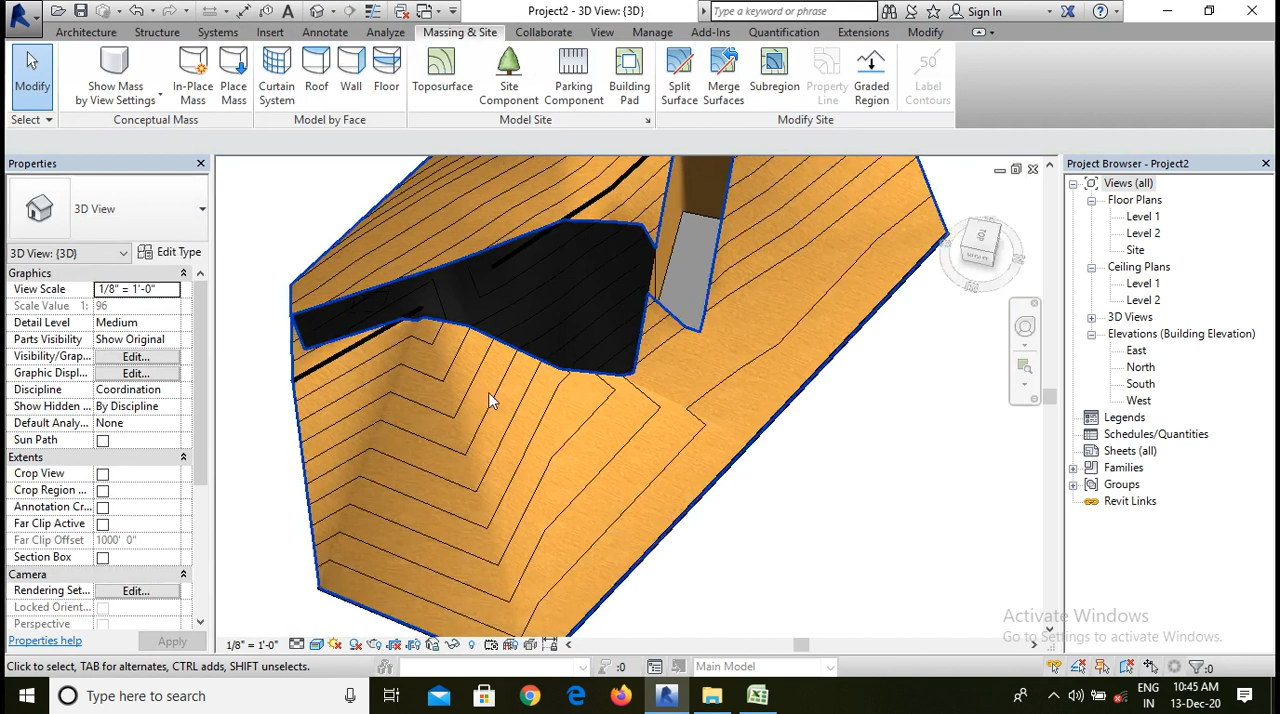 Project2 - 3D View: {3D}
Type a keyword or phrase
Sign In
Architecture
Structure
Systems
Insert
Annotate
Analyze
Massing & Site
Collaborate
View
Manage
Add-Ins
Quantification
Extensions
Modify
Modify
Show Mass
by View Settings
In-Place
Mass
Place
Mass
Curtain
System
Roof
Wall
Floor
Toposurface
Site
Component
Parking
Component
Building
Pad
Split
Surface
Merge
Surfaces
Subregion
Property
Line
Graded
Region
50
Label
Contours
Select
Conceptual Mass
Model by Face
Model Site
Modify Site
Properties
3D View
3D View: {3D}
Edit Type
Graphics
View Scale
1/8" = 1'-0"
Scale Value 1:
96
Detail Level
Medium
Parts Visibility
Show Original
Visibility/Grap...
Edit...
Graphic Displ...
Edit...
Discipline
Coordination
Show Hidden ...
By Discipline
Default Analy...
None
Sun Path
Extents
Crop View
Crop Region ...
Annotation Cr...
Far Clip Active
Far Clip Offset
1000' 0"
Section Box
Camera
Rendering Set...
Edit...
Locked Orient...
Perspective
Properties help
Apply
TOP
Project Browser - Project2
Views (all)
Floor Plans
Level 1
Level 2
Site
Ceiling Plans
Level 1
Level 2
3D Views
Elevations (Building Elevation)
East
North
South
West
Legends
Schedules/Quantities
Sheets (all)
Families
Groups
Revit Links
Activate Windows
Go to Settings to activate Windows.
1/8" = 1'-0"
Click to select, TAB for alternates, CTRL adds, SHIFT unselects.
:0
Main Model
:0
Type here to search
ENG
IN
10:45 AM
13-Dec-20